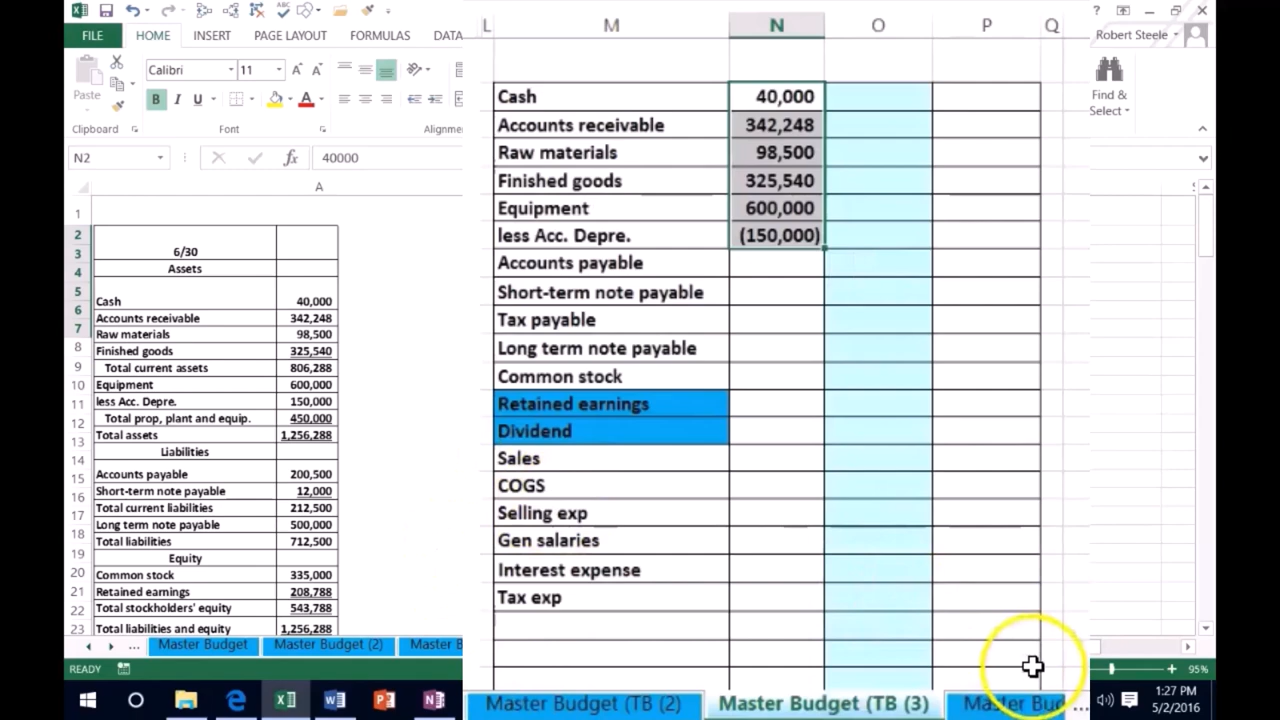 FILE HOME INSERT PAGE LAYOUT FORMULAS DATA
Robert Steele
Paste
Calibri 11
B I U A
Clipboard Font Alignme
Find &
Select
N2 fx 40000
A
L M N O P Q
1
2
3 6/30
4 Assets
5 Cash 40,000
6 Accounts receivable 342,248
7 Raw materials 98,500
8 Finished goods 325,540
9 Total current assets 806,288
10 Equipment 600,000
11 less Acc. Depre. 150,000
12 Total prop, plant and equip. 450,000
13 Total assets 1,256,288
14 Liabilities
15 Accounts payable 200,500
16 Short-term note payable 12,000
17 Total current liabilities 212,500
18 Long term note payable 500,000
Total liabilities 712,500
19 Equity
20 Common stock 335,000
21 Retained earnings 208,788
22 Total stockholders' equity 543,788
23 Total liabilities and equity 1,256,288
Cash 40,000
Accounts receivable 342,248
Raw materials 98,500
Finished goods 325,540
Equipment 600,000
less Acc. Depre. (150,000)
Accounts payable
Short-term note payable
Tax payable
Long term note payable
Common stock
Retained earnings
Dividend
Sales
COGS
Selling exp
Gen salaries
Interest expense
Tax exp
... Master Budget Master Budget (2) Master B
Master Budget (TB (2) Master Budget (TB (3) Master Bud ...
READY
95%
1:27 PM
5/2/2016